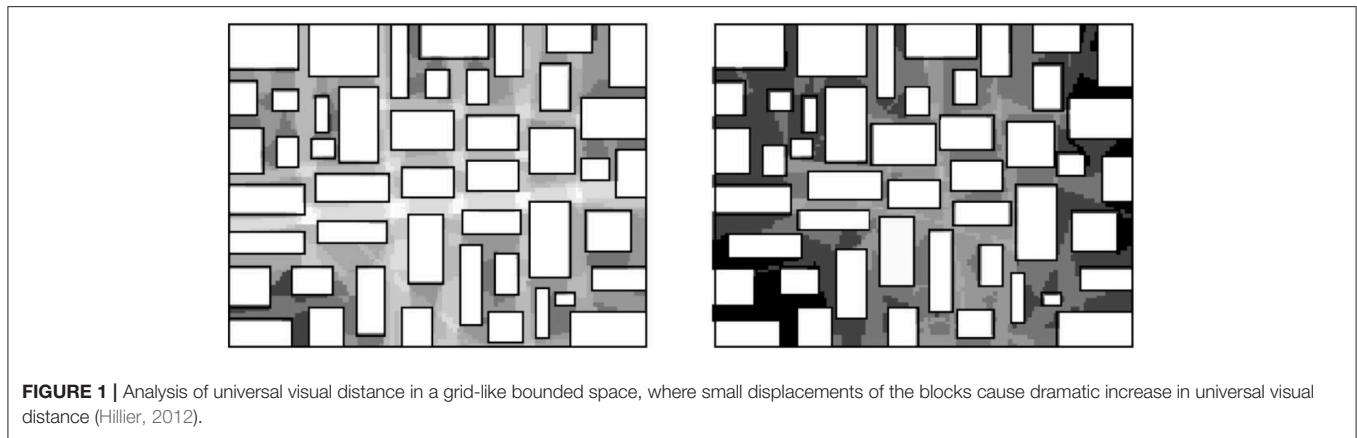 FIGURE 1 | Analysis of universal visual distance in a grid-like bounded space, where small displacements of the blocks cause dramatic increase in universal visual
distance (Hillier, 2012).